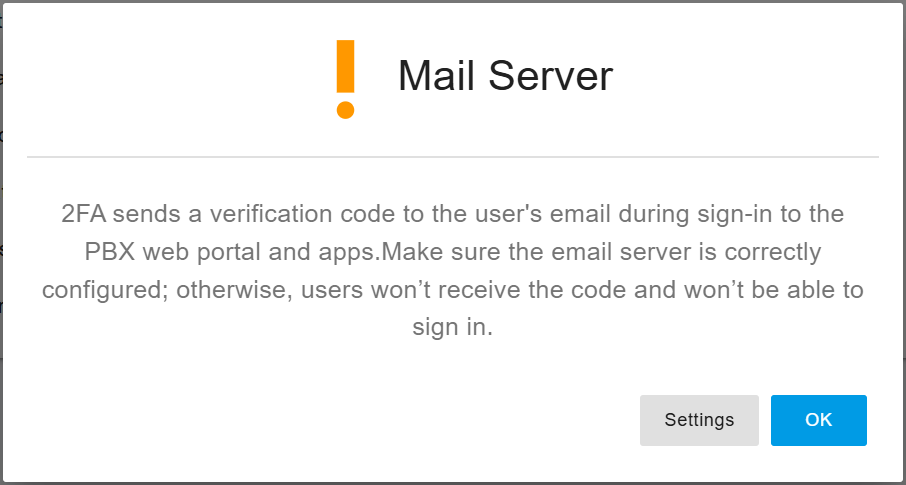 Mail Server
2FA sends a verification code to the user's email during sign-in to the
PBX web portal and apps.Make sure the email server is correctly
configured; otherwise, users won’t receive the code and won’t be able to
sign in.
Settings
OK